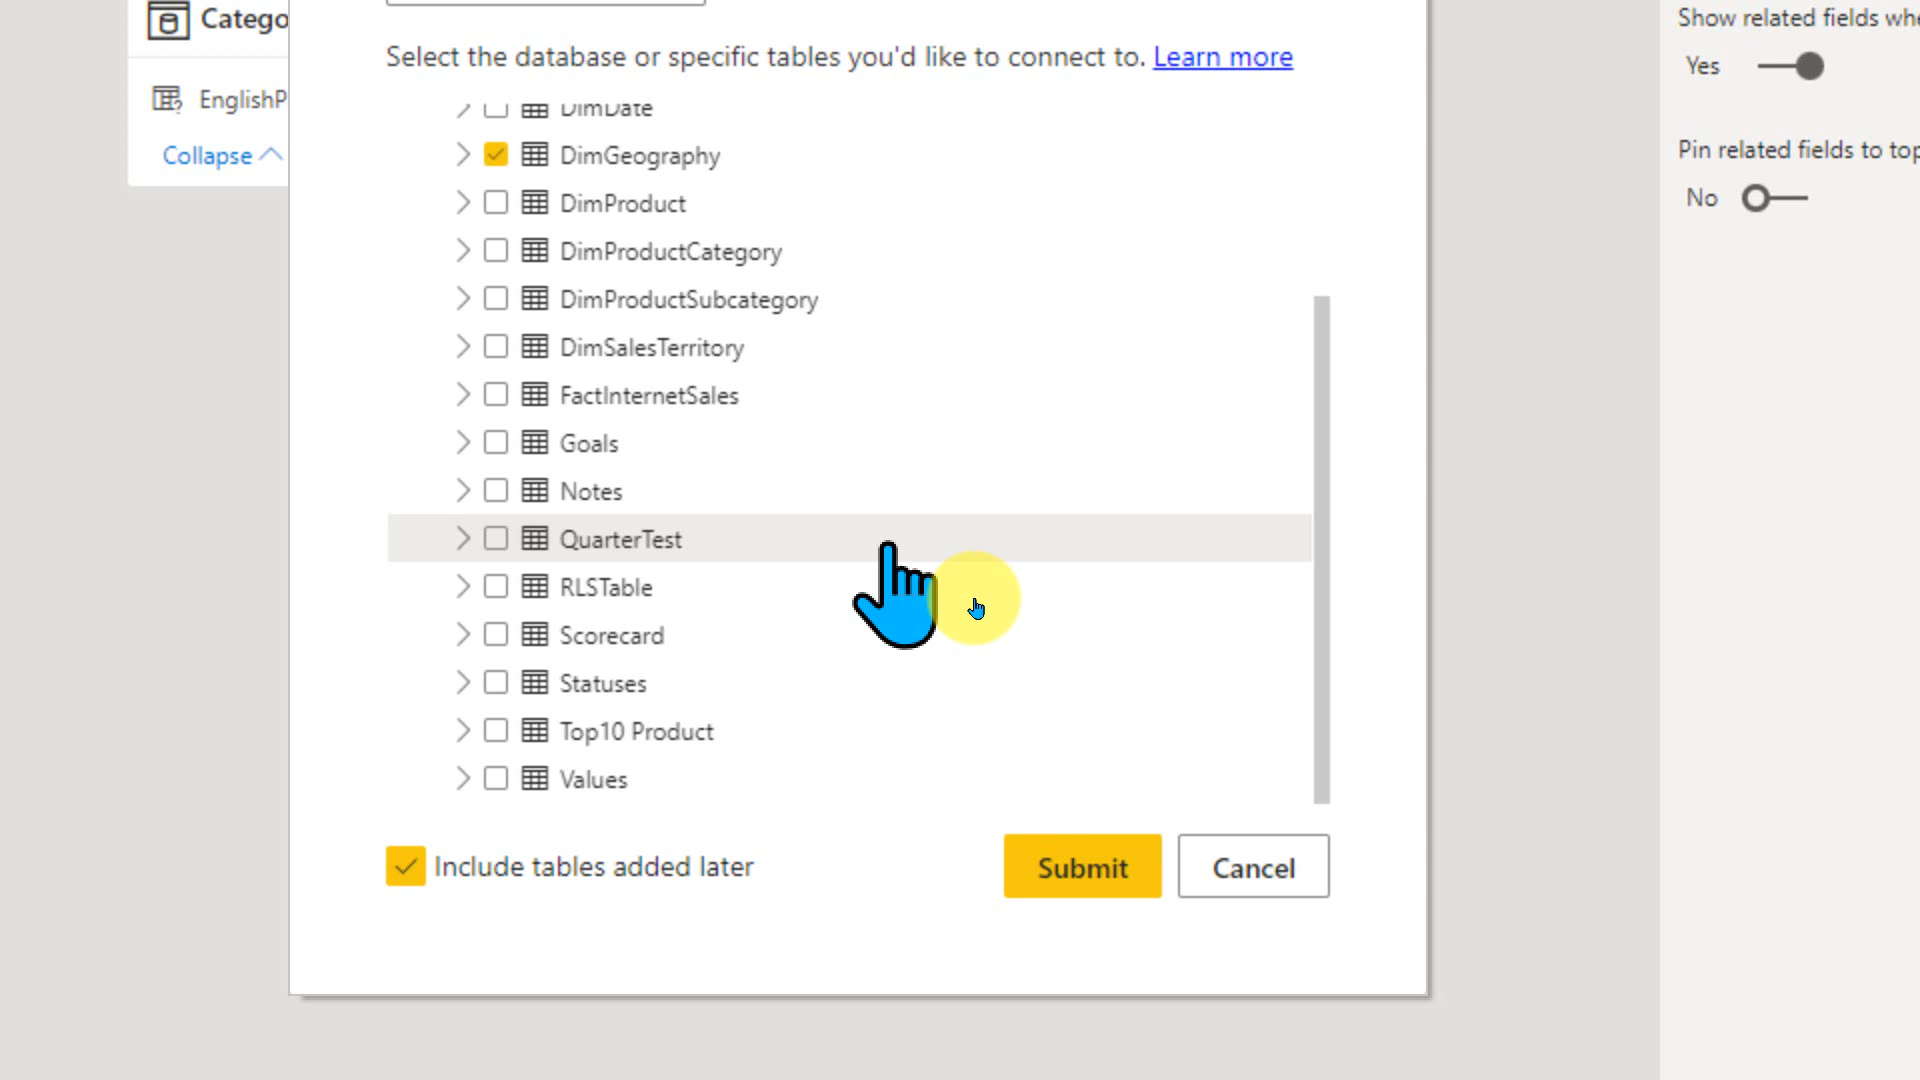 Catego
EnglishP
Collapse
Select the database or specific tables you'd like to connect to. Learn more
DimDate
DimGeography
DimProduct
DimProductCategory
DimProductSubcategory
DimSalesTerritory
FactInternetSales
Goals
Notes
QuarterTest
RLSTable
Scorecard
Statuses
Top10 Product
Values
Include tables added later
Submit
Cancel
Show related fields whe
Yes
Pin related fields to top
No